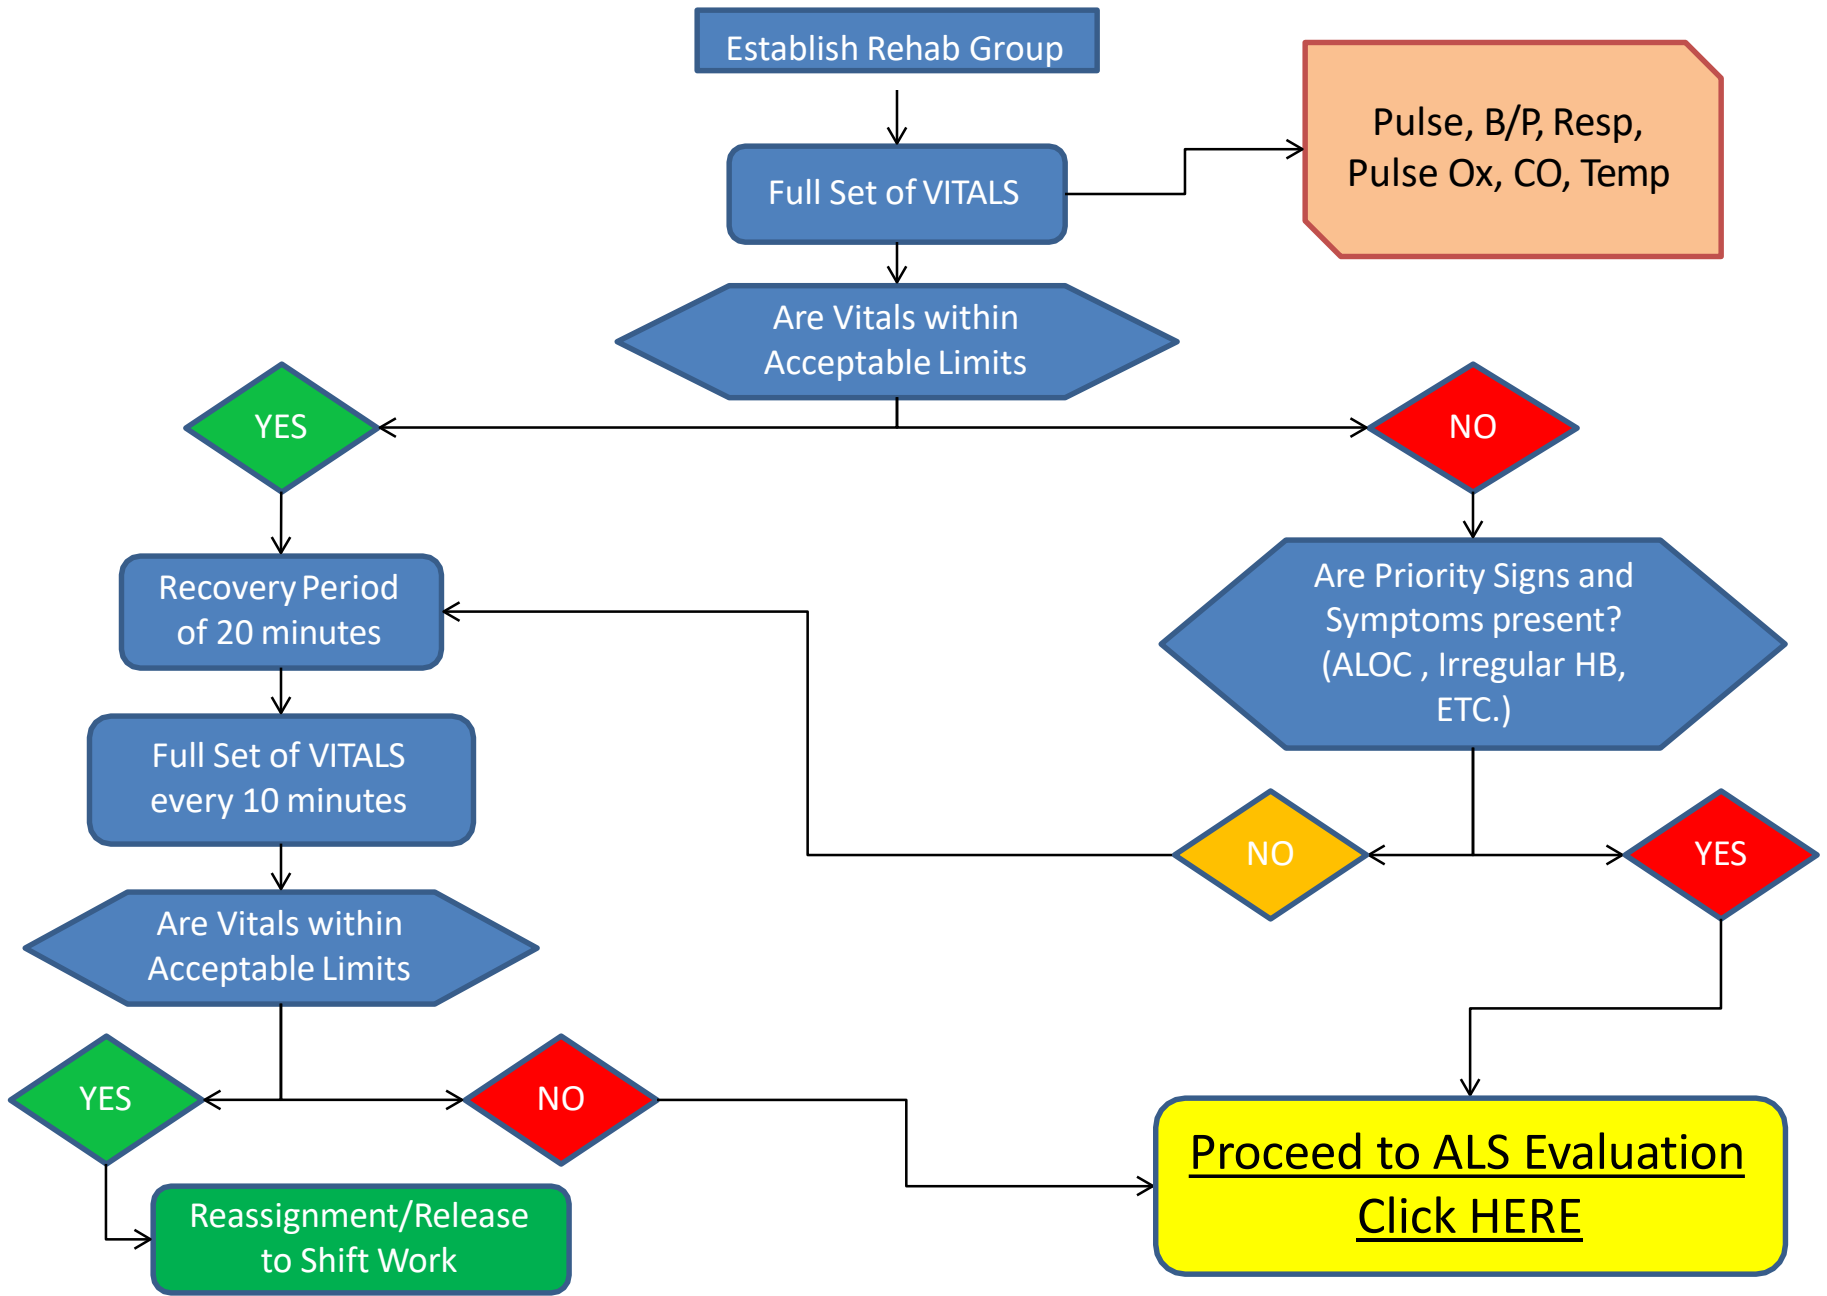 Establish Rehab Group
Pulse, B/P, Resp,
Pulse Ox, CO, Temp
Full Set of VITALS
Are Vitals within
Acceptable Limits
YES
NO
Recovery Period
of 20 minutes
Are Priority Signs and
Symptoms present?
(ALOC , Irregular HB,
ETC.)
Full Set of VITALS
every 10 minutes
NO
YES
Are Vitals within
Acceptable Limits
YES
NO
Proceed to ALS Evaluation
Click HERE
Reassignment/Release
to Shift Work